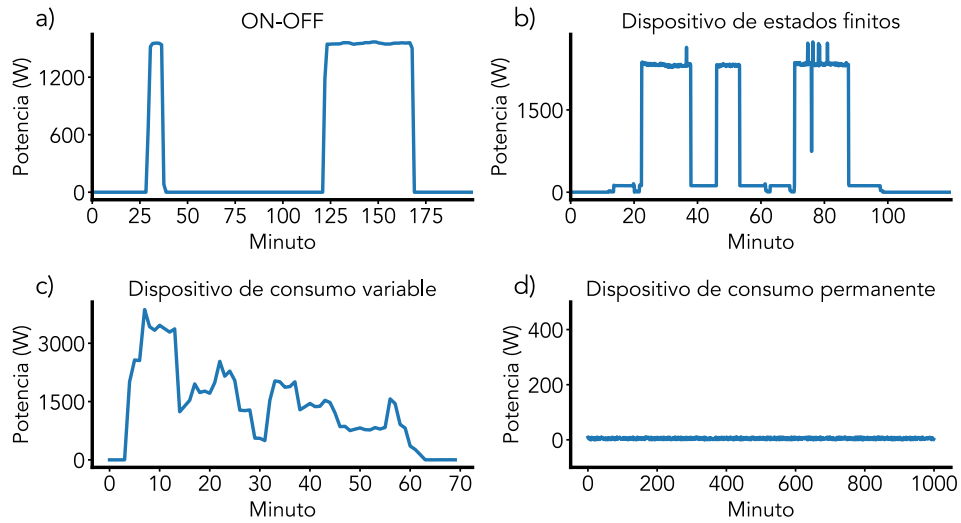 a) ON-OFF
Potencia (W)
1200
600
0
0 25 50 75 100 125 150 175
Minuto
b) Dispositivo de estados finitos
Potencia (W)
1500
0
0 20 40 60 80 100
Minuto
c) Dispositivo de consumo variable
Potencia (W)
3000
1500
0
0 10 20 30 40 50 60 70
Minuto
d) Dispositivo de consumo permanente
Potencia (W)
400
200
0
0 200 400 600 800 1000
Minuto